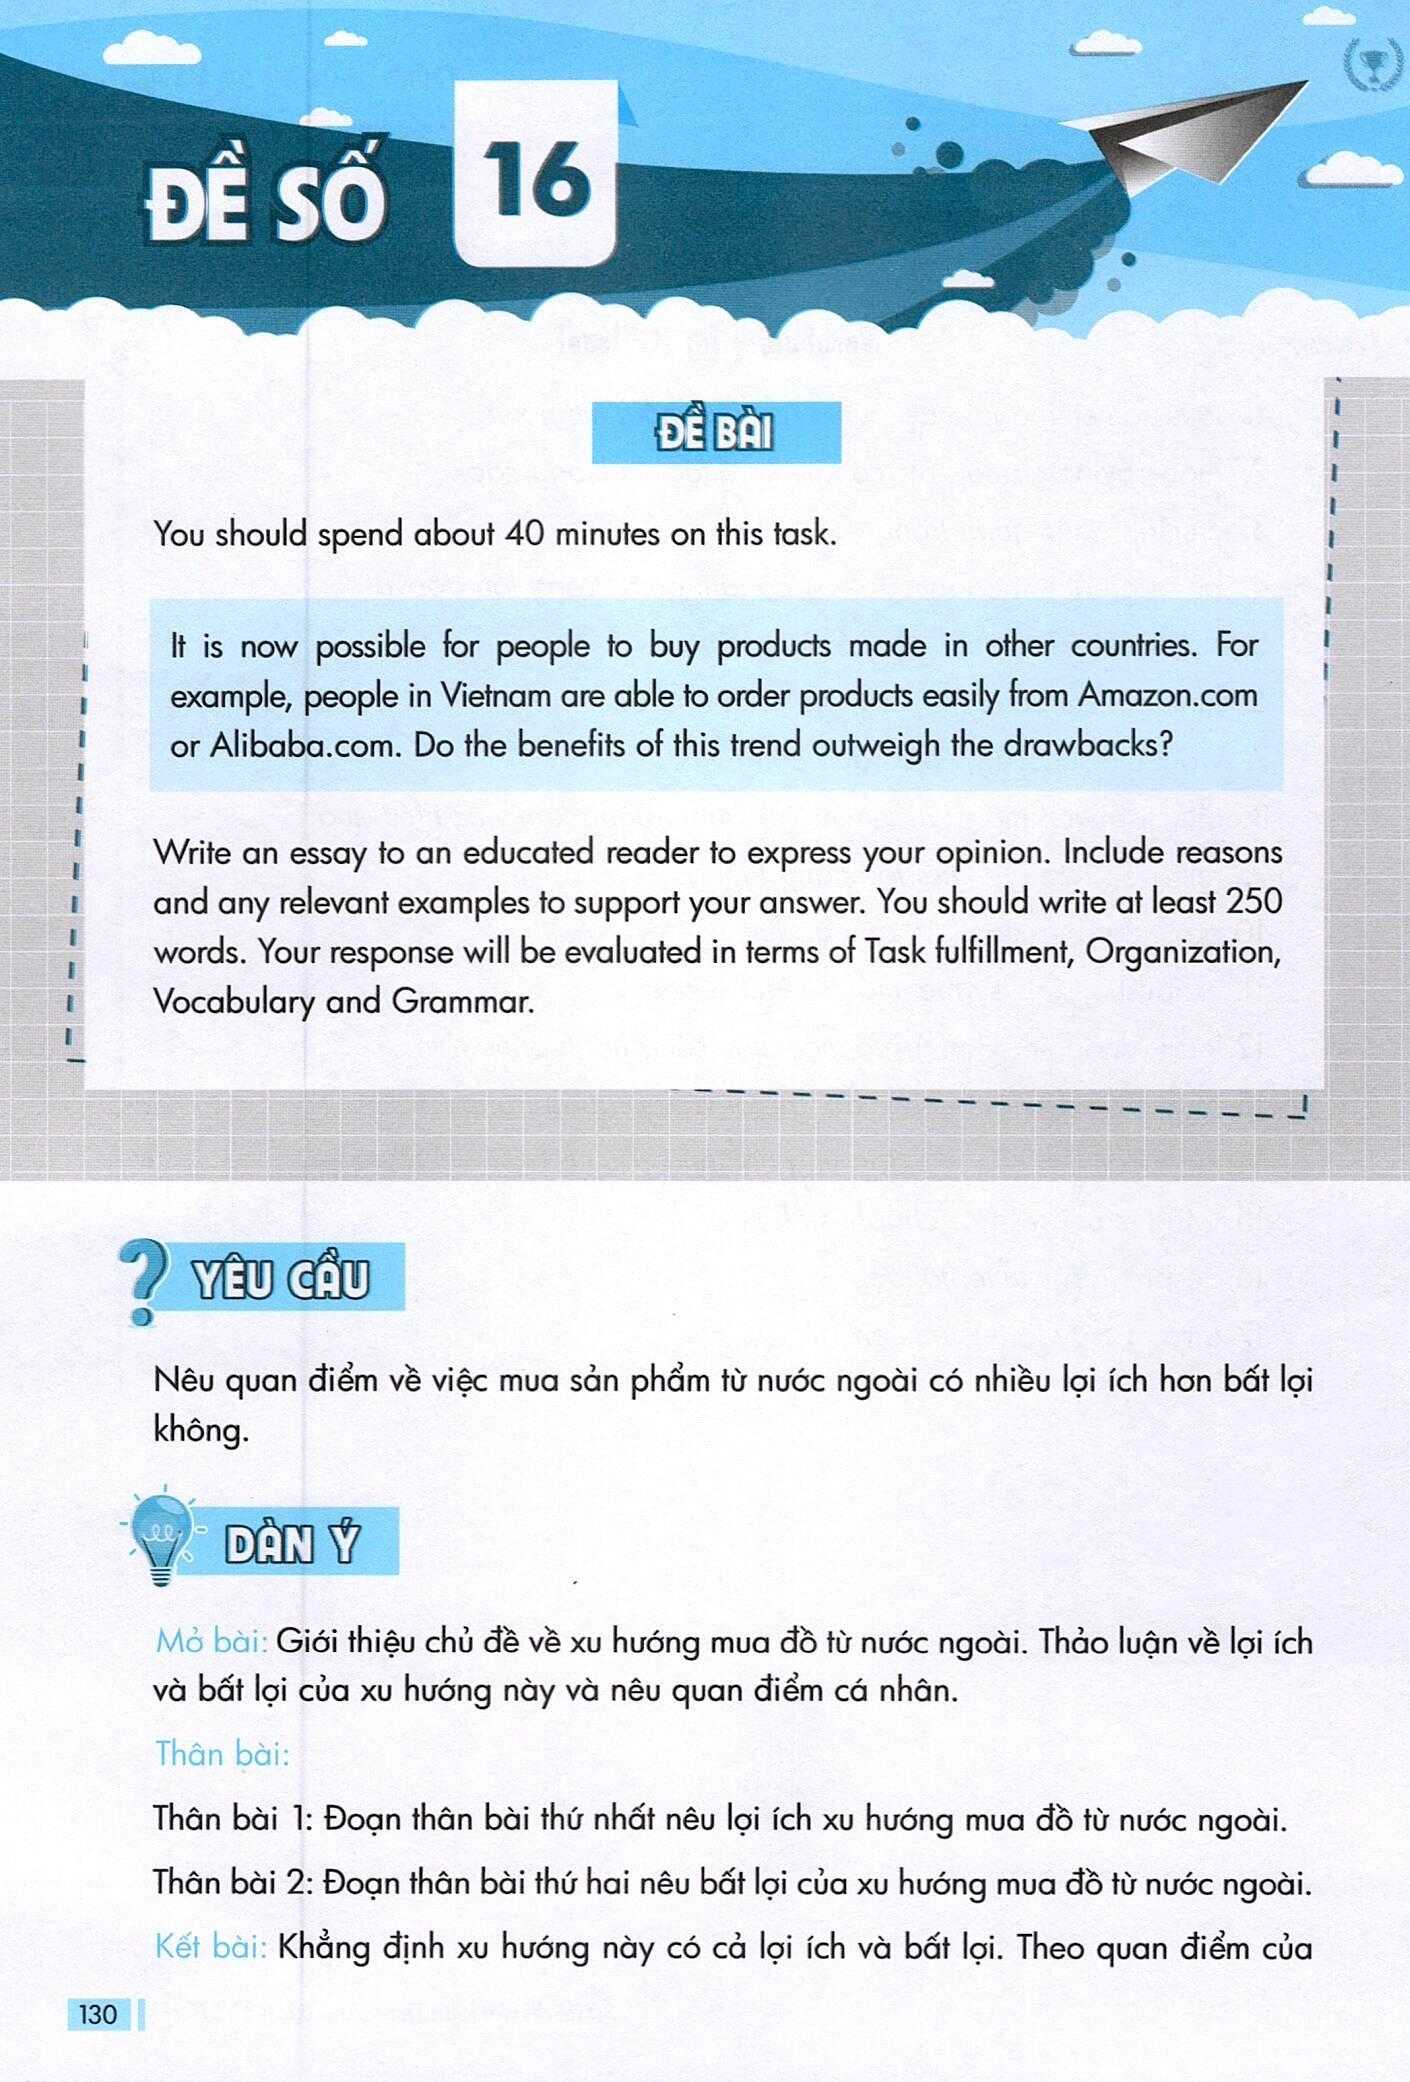 ĐỀ SỐ 16
ĐỀ BÀI
You should spend about 40 minutes on this task.
It is now possible for people to buy products made in other countries. For
example, people in Vietnam are able to order products easily from Amazon.com
or Alibaba.com. Do the benefits of this trend outweigh the drawbacks?
Write an essay to an educated reader to express your opinion. Include reasons
and any relevant examples to support your answer. You should write at least 250
words. Your response will be evaluated in terms of Task fulfillment, Organization,
Vocabulary and Grammar.
? YÊU CẦU
Nêu quan điểm về việc mua sản phẩm từ nước ngoài có nhiều lợi ích hơn bất lợi
không.
DÀN Ý
Mở bài: Giới thiệu chủ đề về xu hướng mua đồ từ nước ngoài. Thảo luận về lợi ích
và bất lợi của xu hướng này và nêu quan điểm cá nhân.
Thân bài:
Thân bài 1: Đoạn thân bài thứ nhất nêu lợi ích xu hướng mua đồ từ nước ngoài.
Thân bài 2: Đoạn thân bài thứ hai nêu bất lợi của xu hướng mua đồ từ nước ngoài.
Kết bài: Khẳng định xu hướng này có cả lợi ích và bất lợi. Theo quan điểm của
130